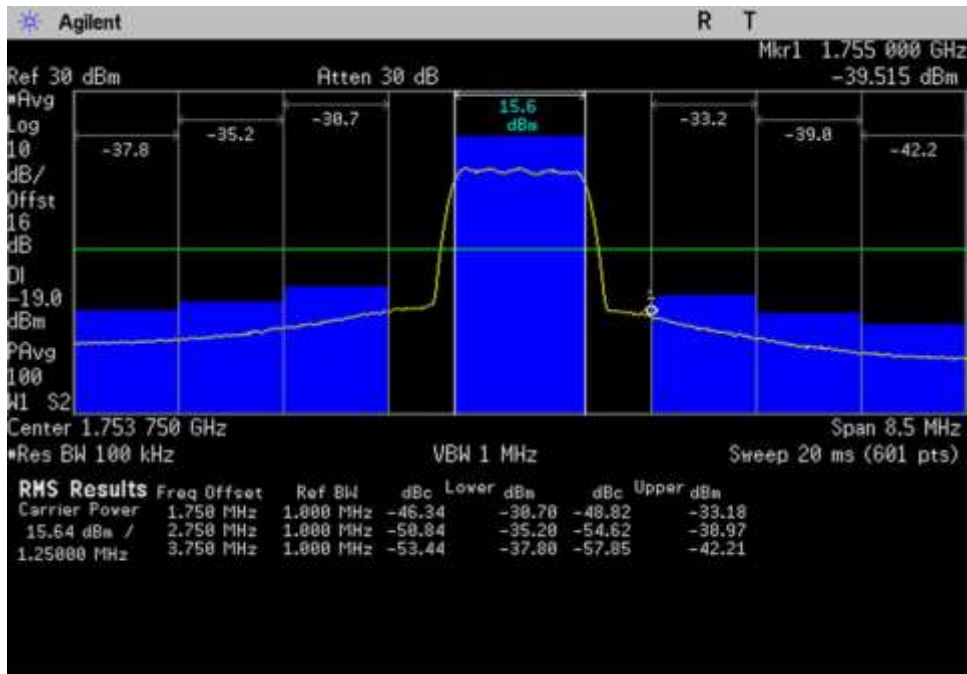 Agilent R T
Mkr1 1.755 000 GHz
Ref 30 dBm Atten 30 dB -39.515 dBm
*Avg
Log
10
dB/
Offst
16
dB
DI
-19.0
dBm
PAvg
100
W1 S2
-37.8 -35.2 -30.7 15.6 dBm -33.2 -39.0 -42.2
1
Center 1.753 750 GHz Span 8.5 MHz
*Res BW 100 kHz VBW 1 MHz Sweep 20 ms (601 pts)
RMS Results Freq Offset Ref BW dBc Lower dBm dBc Upper dBm
Carrier Power 1.750 MHz 1.000 MHz -46.34 -30.70 -48.82 -33.18
15.64 dBm / 2.750 MHz 1.000 MHz -50.84 -35.20 -54.62 -38.97
1.25000 MHz 3.750 MHz 1.000 MHz -53.44 -37.80 -57.85 -42.21